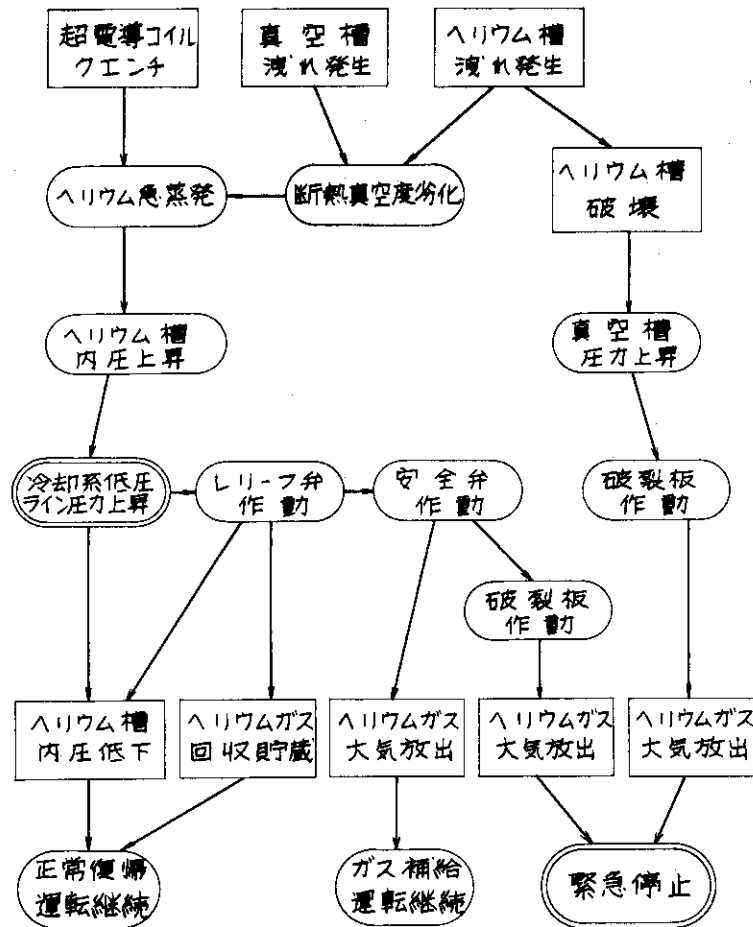 超電導コイル
クエンチ
真空槽
洩れ発生
ヘリウム槽
洩れ発生
ヘリウム急蒸発
断熱真空度劣化
ヘリウム槽
破壊
ヘリウム槽
内圧上昇
真空槽
圧力上昇
冷却系低圧
ライン圧力上昇
レリーフ弁
作動
安全弁
作動
破裂板
作動
破裂板
作動
ヘリウム槽
内圧低下
ヘリウムガス
回収貯蔵
ヘリウムガス
大気放出
ヘリウムガス
大気放出
ヘリウムガス
大気放出
正常復帰
運転継続
ガス補給
運転継続
緊急停止